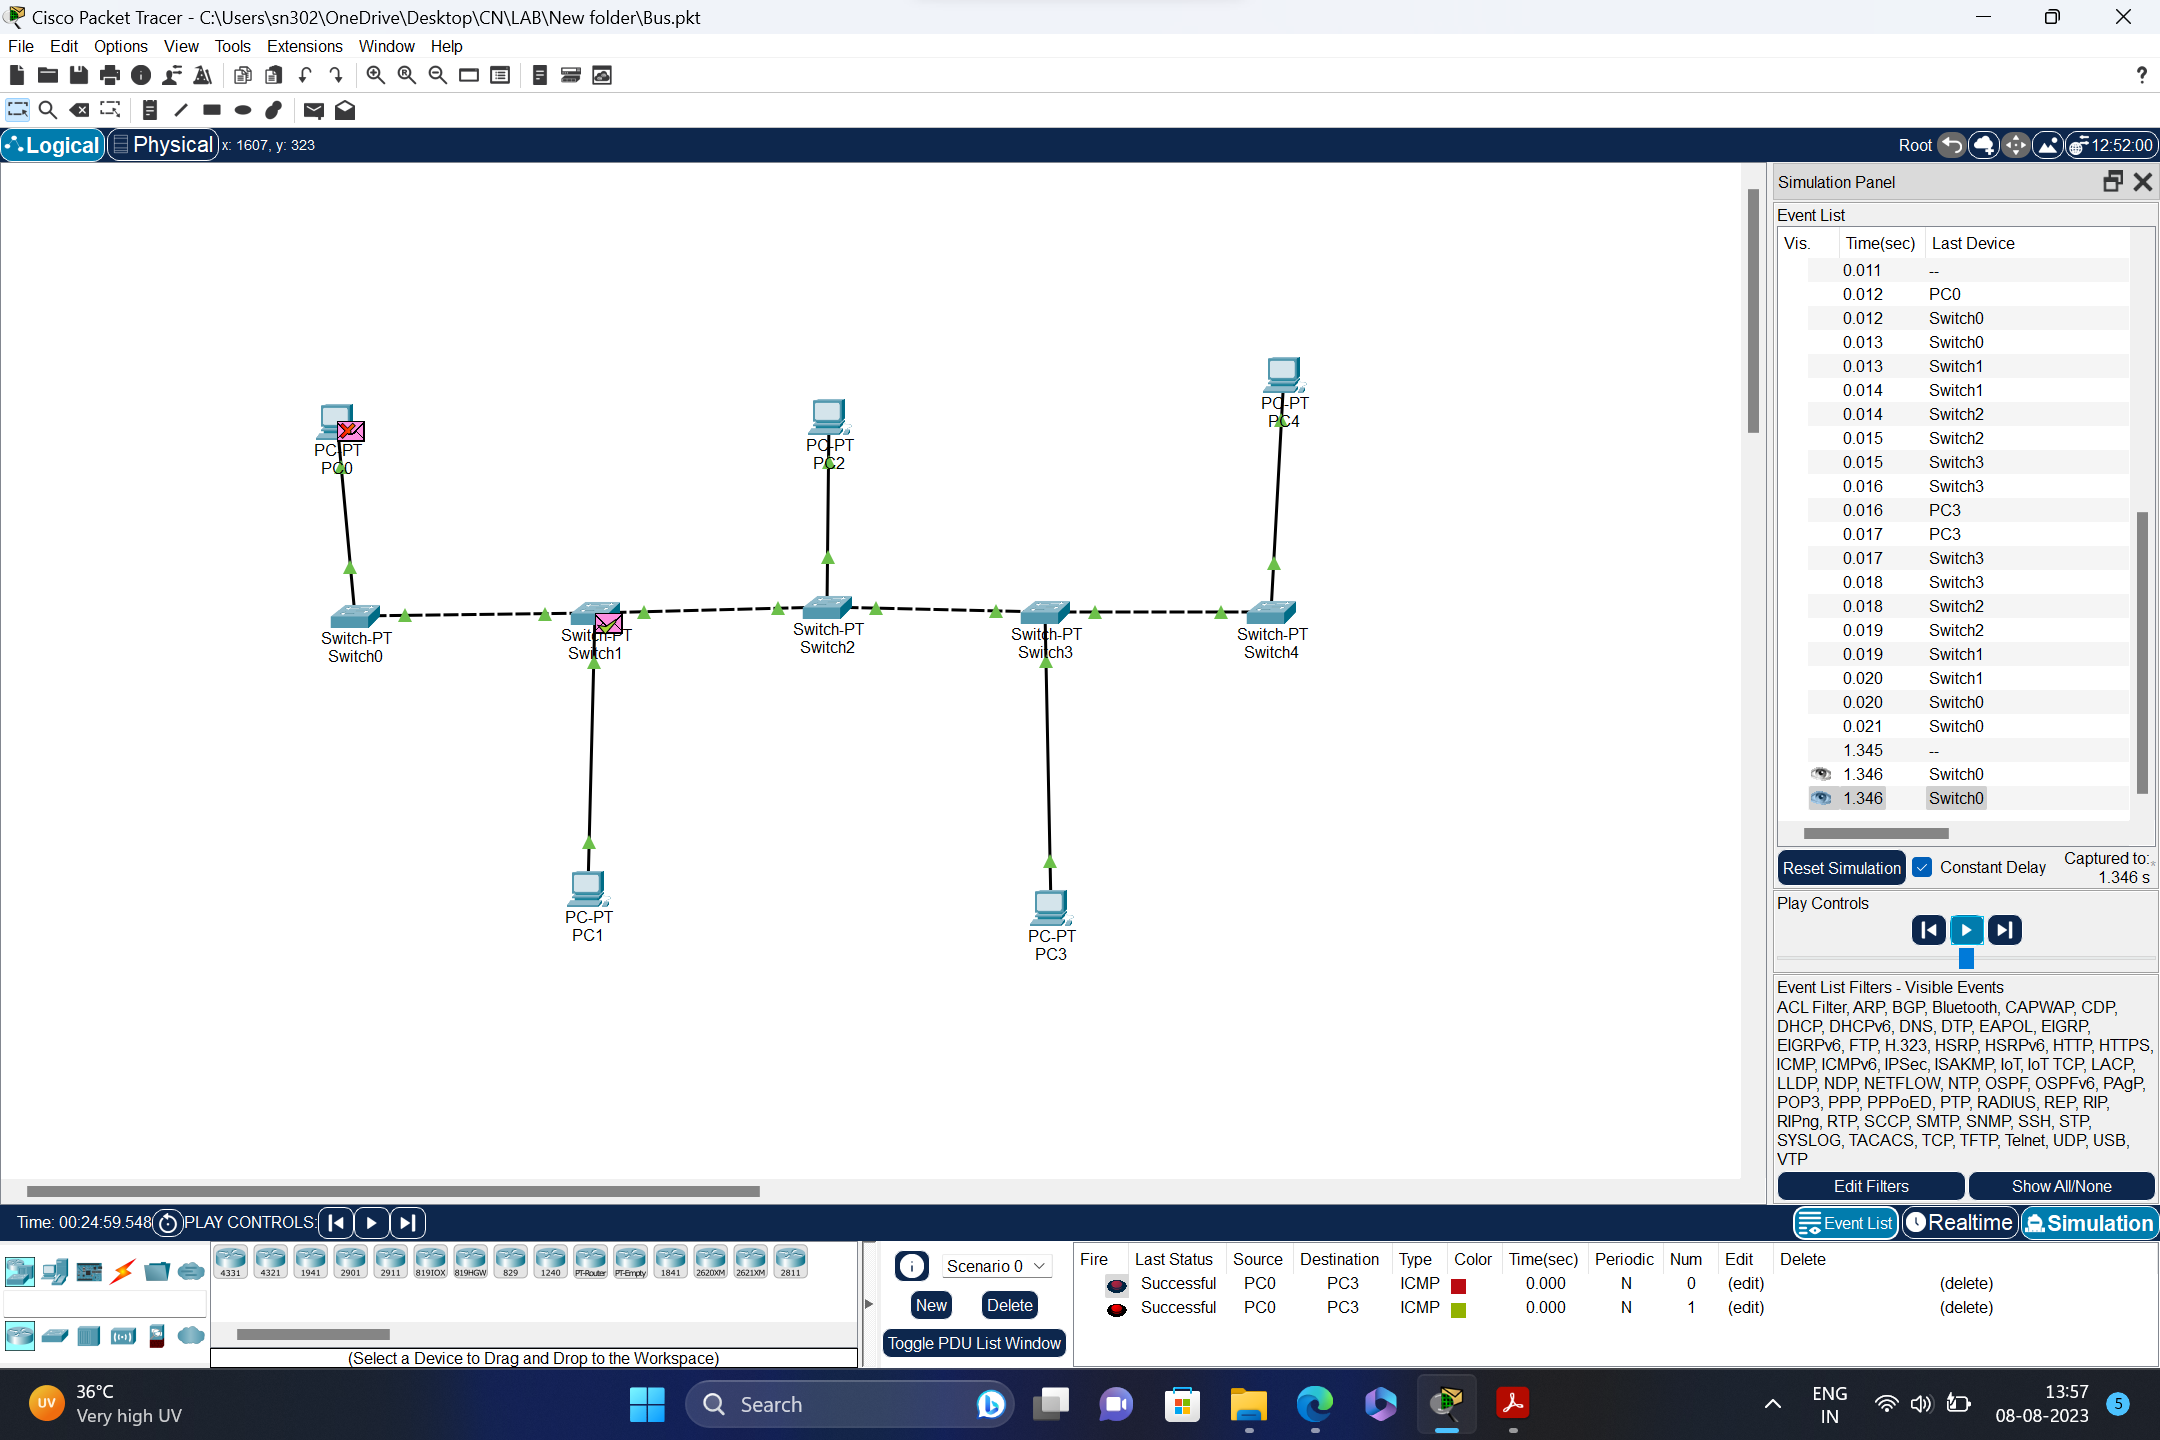 Cisco Packet Tracer - C:\Users\sn302\OneDrive\Desktop\CN\LAB\New folder\Bus.pkt
File Edit Options View Tools Extensions Window Help
?
Logical Physical x: 1607, y: 323 Root 12:52:00
Simulation Panel
Event List
Vis. Time(sec) Last Device
0.011 --
0.012 PC0
0.012 Switch0
0.013 Switch0
0.013 Switch1
0.014 Switch1
0.014 Switch2
0.015 Switch2
0.015 Switch3
0.016 Switch3
0.016 PC3
0.017 PC3
0.017 Switch3
0.018 Switch3
0.018 Switch2
0.019 Switch2
0.019 Switch1
0.020 Switch1
0.020 Switch0
0.021 Switch0
1.345 --
1.346 Switch0
1.346 Switch0
PC-PT
PC0
PC-PT
PC2
PC-PT
PC4
Switch-PT
Switch0
Switch-PT
Switch1
Switch-PT
Switch2
Switch-PT
Switch3
Switch-PT
Switch4
PC-PT
PC1
PC-PT
PC3
Reset Simulation Constant Delay Captured to:
1.346 s
Play Controls
Event List Filters - Visible Events
ACL Filter, ARP, BGP, Bluetooth, CAPWAP, CDP,
DHCP, DHCPv6, DNS, DTP, EAPOL, EIGRP,
EIGRPv6, FTP, H.323, HSRP, HSRPv6, HTTP, HTTPS,
ICMP, ICMPv6, IPSec, ISAKMP, IoT, IoT TCP, LACP,
LLDP, NDP, NETFLOW, NTP, OSPF, OSPFv6, PAgP,
POP3, PPP, PPPoED, PTP, RADIUS, REP, RIP,
RIPng, RTP, SCCP, SMTP, SNMP, SSH, STP,
SYSLOG, TACACS, TCP, TFTP, Telnet, UDP, USB,
VTP
Edit Filters Show All/None
Time: 00:24:59.548 PLAY CONTROLS: Event List Realtime Simulation
4331 4321 1941 2901 2911 819IOX 819HGW 829 1240 PT-Router PT-Empty 1841 2620XM 2621XM 2811
(Select a Device to Drag and Drop to the Workspace)
Scenario 0
New Delete
Toggle PDU List Window
Fire Last Status Source Destination Type Color Time(sec) Periodic Num Edit Delete
Successful PC0 PC3 ICMP 0.000 N 0 (edit) (delete)
Successful PC0 PC3 ICMP 0.000 N 1 (edit) (delete)
UV 36°C
Very high UV
Search
ENG
IN
13:57
08-08-2023
5